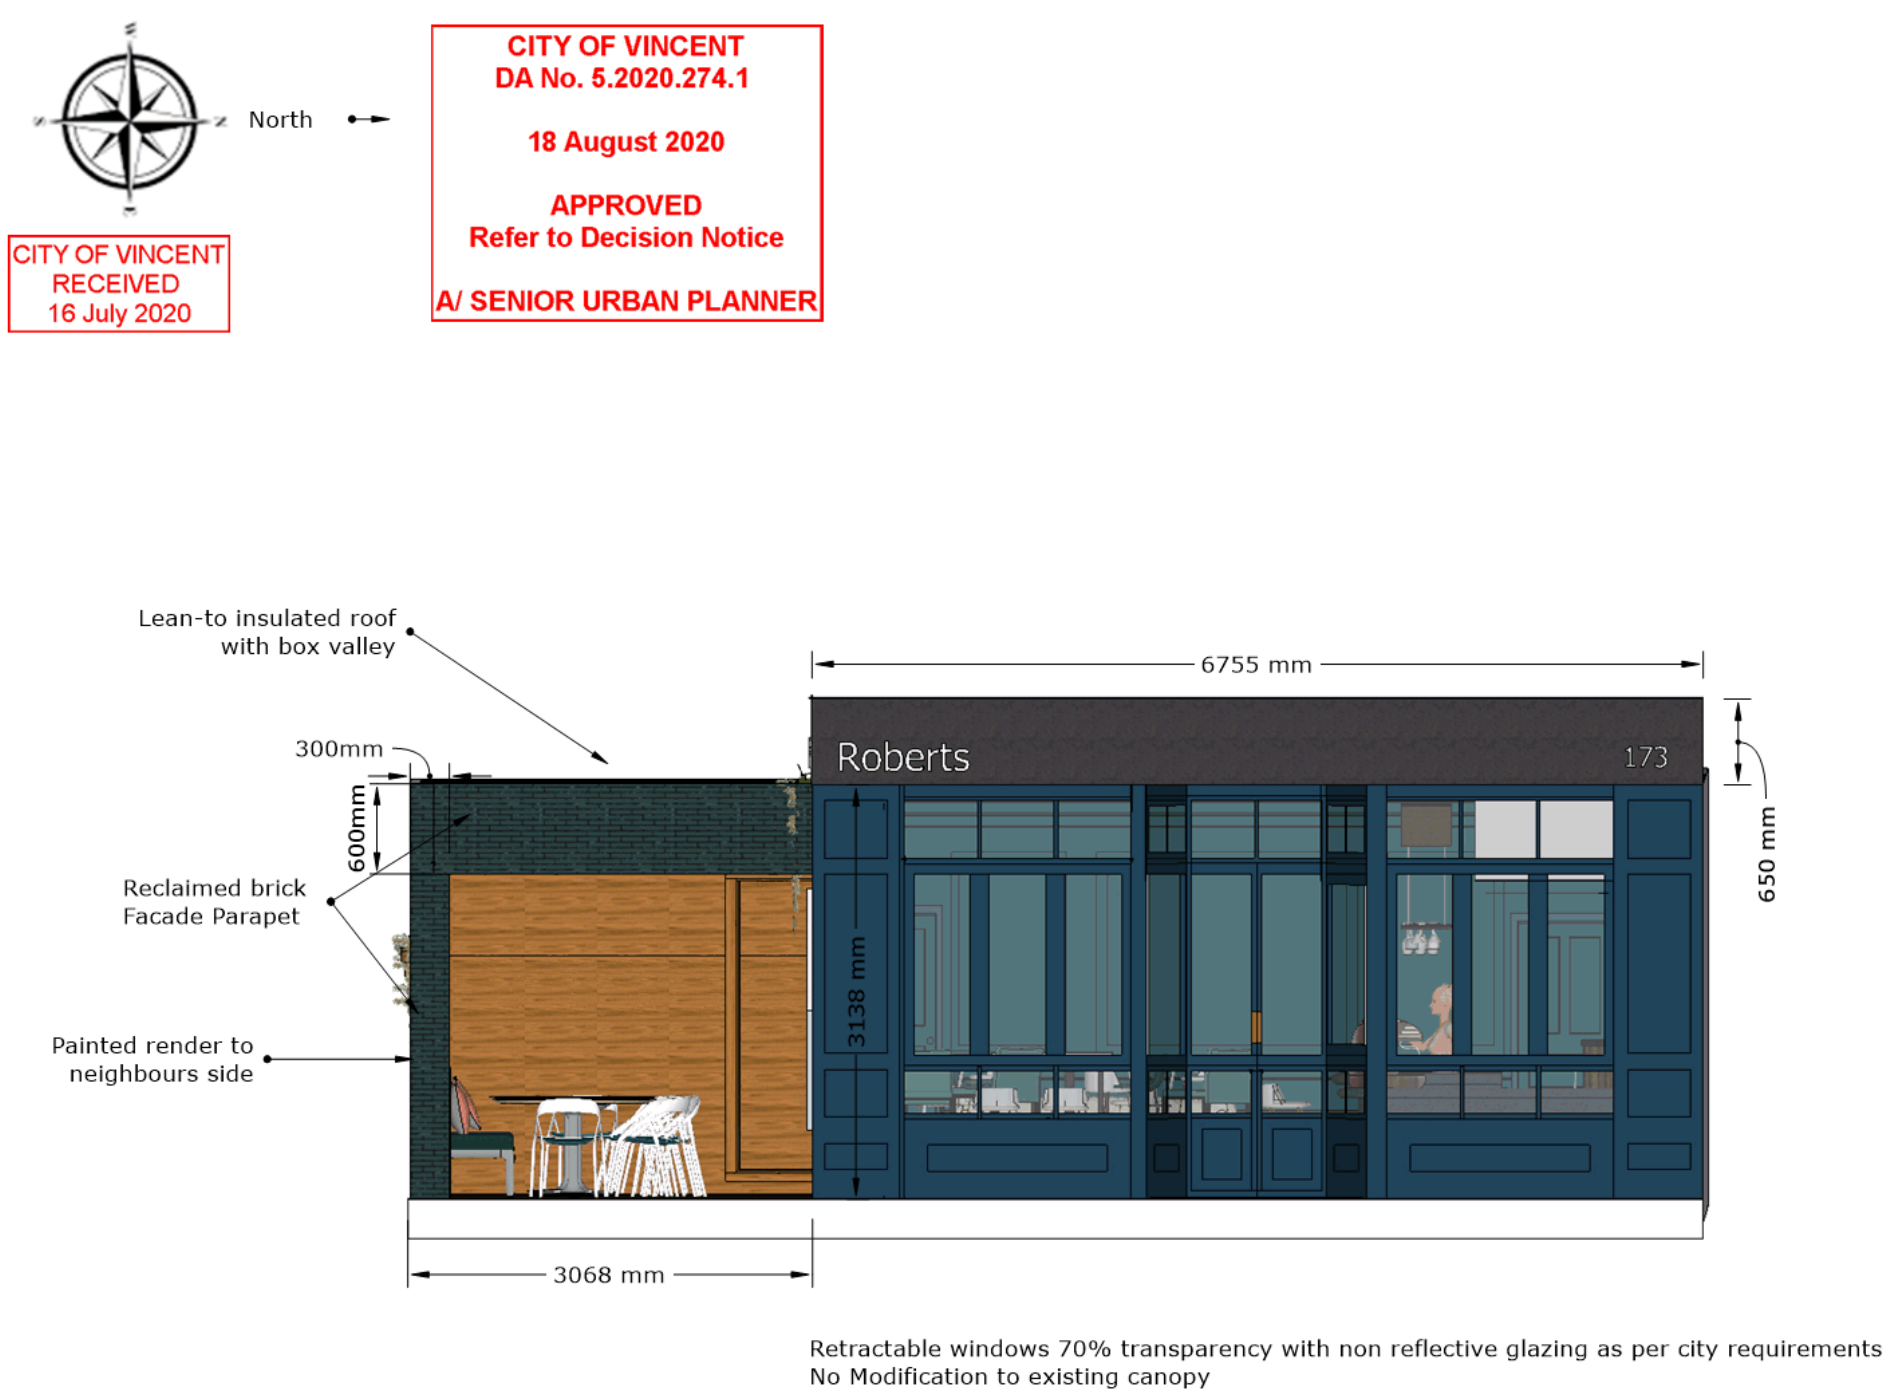 W
S
N
E
North
CITY OF VINCENT
RECEIVED
16 July 2020
CITY OF VINCENT
DA No. 5.2020.274.1
18 August 2020
APPROVED
Refer to Decision Notice
A/ SENIOR URBAN PLANNER
Lean-to insulated roof
with box valley
300mm
600mm
Reclaimed brick
Facade Parapet
Painted render to
neighbours side
6755 mm
Roberts
173
650 mm
3138 mm
3068 mm
Retractable windows 70% transparency with non reflective glazing as per city requirements
No Modification to existing canopy